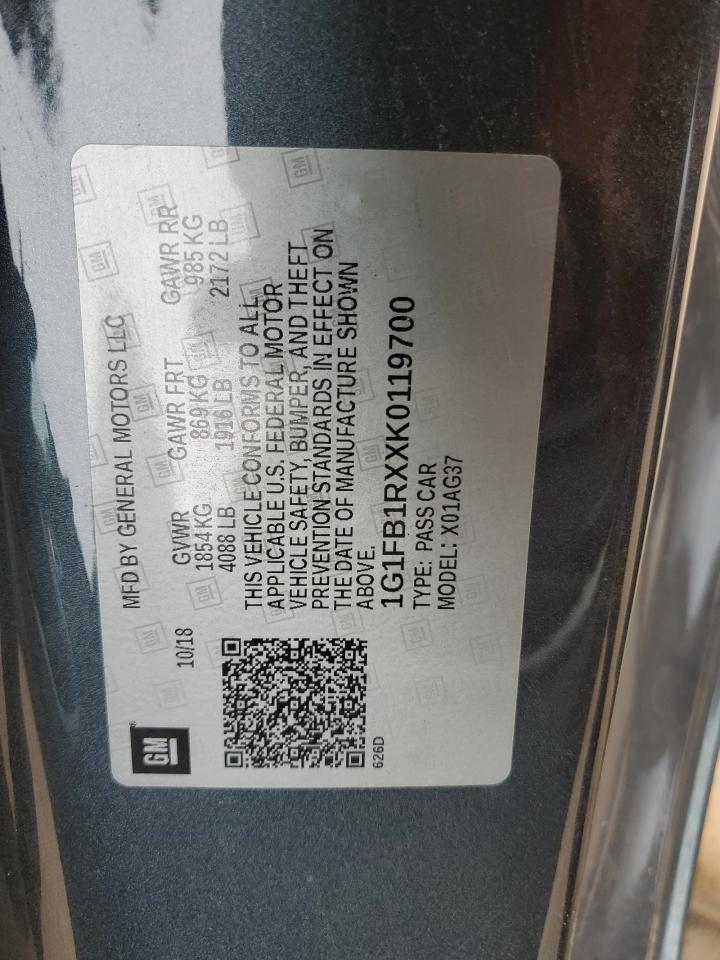 GM
MFD BY GENERAL MOTORS LLC
10/18
GVWR GAWR FRT GAWR RR
1854 KG 869 KG 985 KG
4088 LB 1916 LB 2172 LB
THIS VEHICLE CONFORMS TO ALL
APPLICABLE U.S. FEDERAL MOTOR
VEHICLE SAFETY, BUMPER, AND THEFT
PREVENTION STANDARDS IN EFFECT ON
THE DATE OF MANUFACTURE SHOWN
ABOVE.
1G1FB1RXXK0119700
TYPE: PASS CAR
MODEL: X01AG37
626D